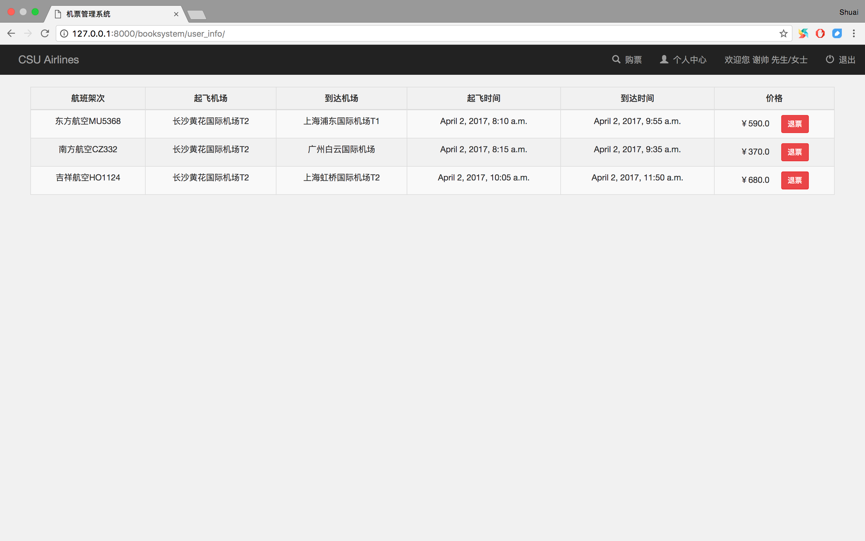 机票管理系统
Shuai
127.0.0.1:8000/booksystem/user_info/
CSU Airlines 购票 个人中心 欢迎您 谢帅 先生/女士 退出
航班架次 起飞机场 到达机场 起飞时间 到达时间 价格
东方航空MU5368 长沙黄花国际机场T2 上海浦东国际机场T1 April 2, 2017, 8:10 a.m. April 2, 2017, 9:55 a.m. ¥ 590.0 退票
南方航空CZ332 长沙黄花国际机场T2 广州白云国际机场 April 2, 2017, 8:15 a.m. April 2, 2017, 9:35 a.m. ¥ 370.0 退票
吉祥航空HO1124 长沙黄花国际机场T2 上海虹桥国际机场T2 April 2, 2017, 10:05 a.m. April 2, 2017, 11:50 a.m. ¥ 680.0 退票